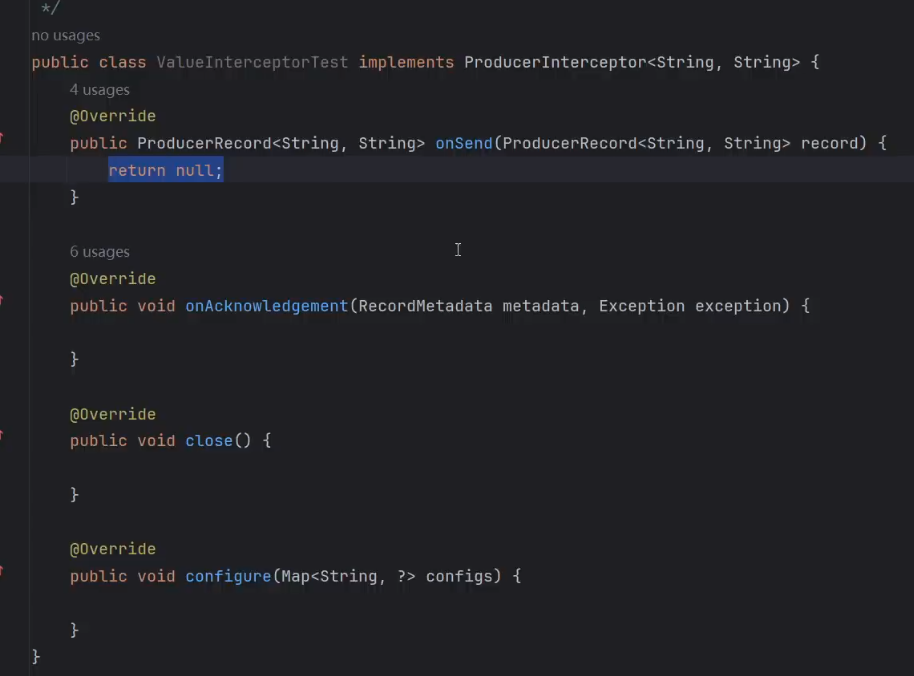 */
no usages
public class ValueInterceptorTest implements ProducerInterceptor<String, String> {
4 usages
@Override
public ProducerRecord<String, String> onSend(ProducerRecord<String, String> record) {
return null;
}
6 usages
@Override
public void onAcknowledgement(RecordMetadata metadata, Exception exception) {
}
@Override
public void close() {
}
@Override
public void configure(Map<String, ?> configs) {
}
}